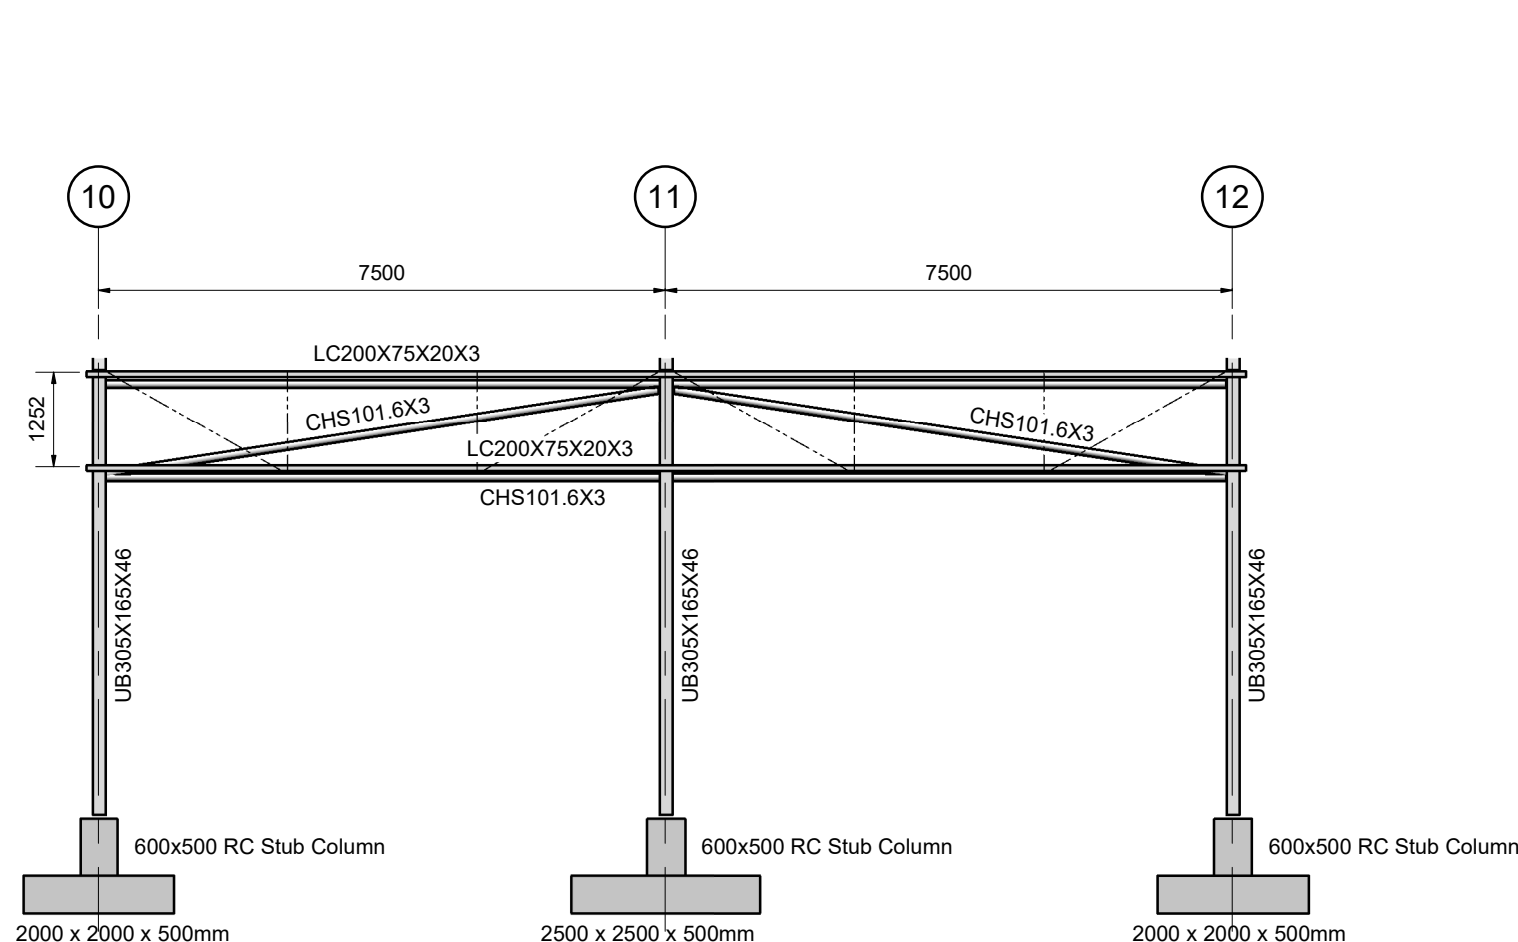 10
11
12
7500
7500
LC200X75X20X3
1252
CHS101.6X3
CHS101.6X3
LC200X75X20X3
CHS101.6X3
UB305X165X46
UB305X165X46
UB305X165X46
600x500 RC Stub Column
600x500 RC Stub Column
600x500 RC Stub Column
2000 x 2000 x 500mm
2500 x 2500 x 500mm
2000 x 2000 x 500mm